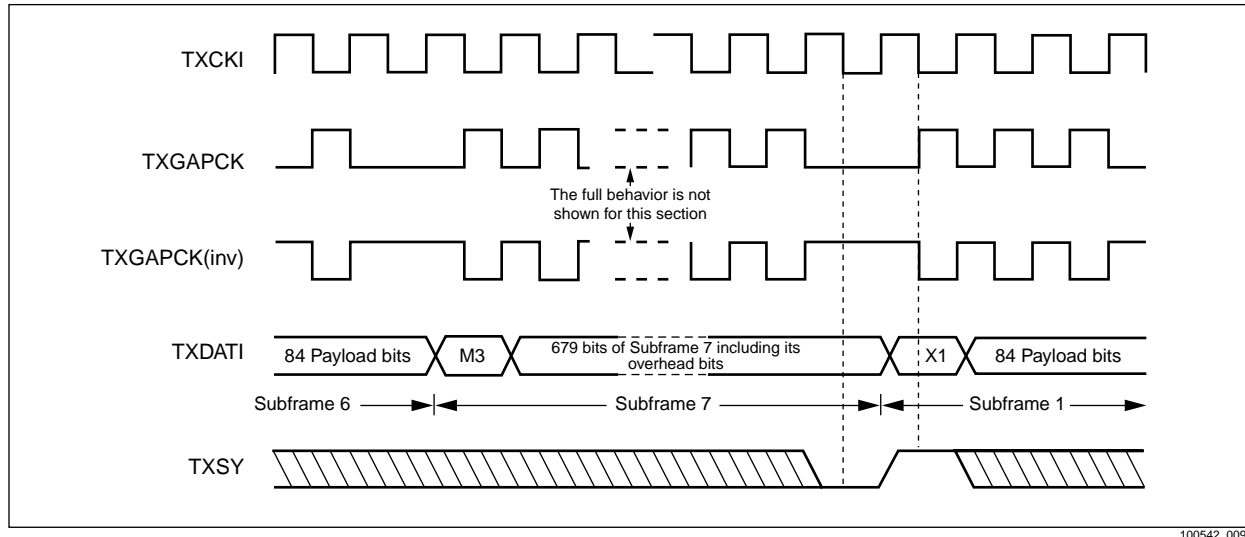 TXCKI
TXGAPCK
The full behavior is not
shown for this section
TXGAPCK(inv)
TXDATI
84 Payload bits
M3
679 bits of Subframe 7 including its
overhead bits
X1
84 Payload bits
Subframe 6
Subframe 7
Subframe 1
TXSY
100542_009